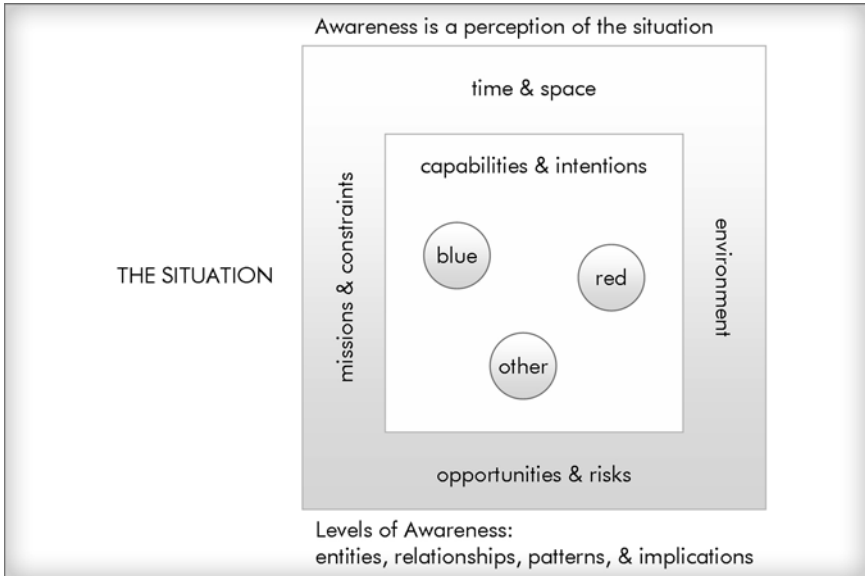 Awareness is a perception of the situation
time & space
capabilities & intentions
missions & constraints
environment
blue
red
THE SITUATION
other
opportunities & risks
Levels of Awareness:
entities, relationships, patterns, & implications